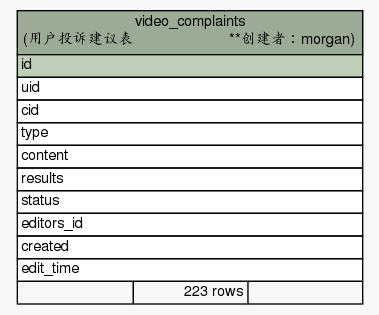 video_complaints
(用户投诉建议表 **创建者：morgan)
id
uid
cid
type
content
results
status
editors_id
created
edit_time
223 rows